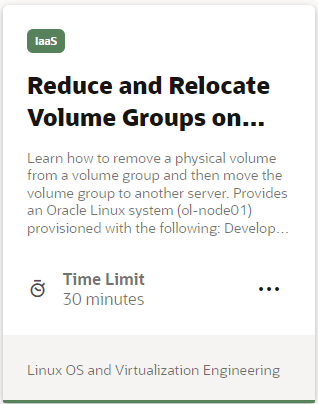 IaaS
Reduce and Relocate
Volume Groups on...
Learn how to remove a physical volume
from a volume group and then move the
volume group to another server. Provides
an Oracle Linux system (ol-node01)
provisioned with the following: Develop...
Time Limit
30 minutes
Linux OS and Virtualization Engineering